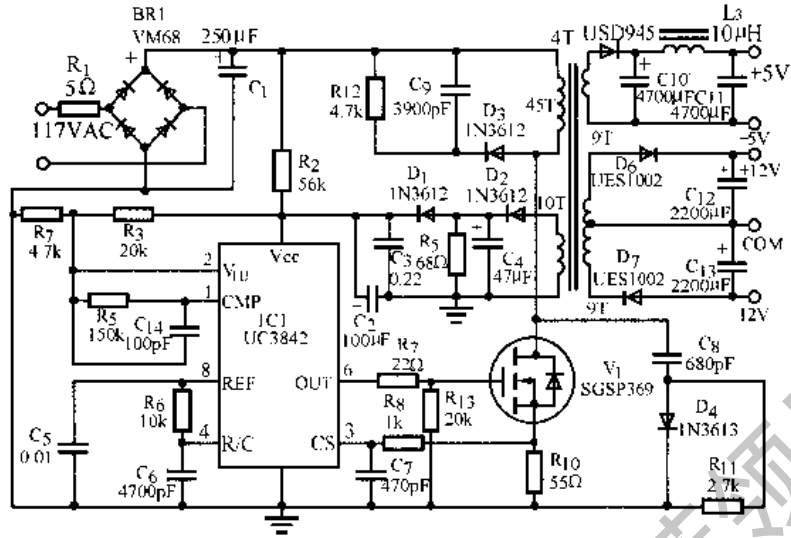 BR1
VM68
250μF
C1
R1
5Ω
117VAC
R12
4.7k
C9
3900pF
4T
45T
USD945
L3
10μH
+5V
C10
4700μF
C11
4700μF
-5V
D3
1N3612
R2
56k
D1
1N3612
D2
1N3612
9T
D6
UES1002
+12V
C12
2200μF
COM
10T
R7
4.7k
R3
20k
C3
0.22
R5
68Ω
C4
47μF
D7
UES1002
C13
2200μF
9T
12V
Vcc
2
1
CMP
R5
150k
C14
100pF
IC1
UC3842
C2
100μF
R7
22Ω
V1
SGSP369
C8
680pF
8
REF
OUT
6
R6
10k
R8
1k
R13
20k
D4
1N3613
C5
0.01
4
R/C
CS
3
C6
4700pF
C7
470pF
R10
55Ω
R11
2.7k